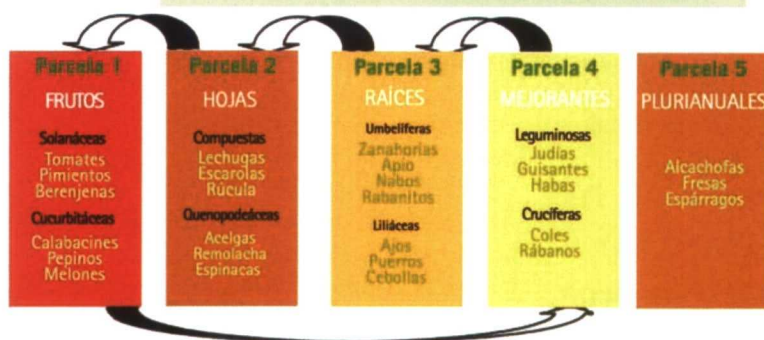 Parcela 1
FRUTOS
Solanáceas
Tomates
Pimientos
Berenjenas
Cucurbitáceas
Calabacines
Pepinos
Melones
Parcela 2
HOJAS
Compuestas
Lechugas
Escarolas
Rúcula
Quenopodeáceas
Acelgas
Remolacha
Espinacas
Parcela 3
RAÍCES
Umbelíferas
Zanahorias
Apio
Nabos
Rabanitos
Liliáceas
Ajos
Puerros
Cebollas
Parcela 4
MEJORANTES
Leguminosas
Judías
Guisantes
Habas
Crucíferas
Coles
Rábanos
Parcela 5
PLURIANUALES
Alcachofas
Fresas
Espárragos